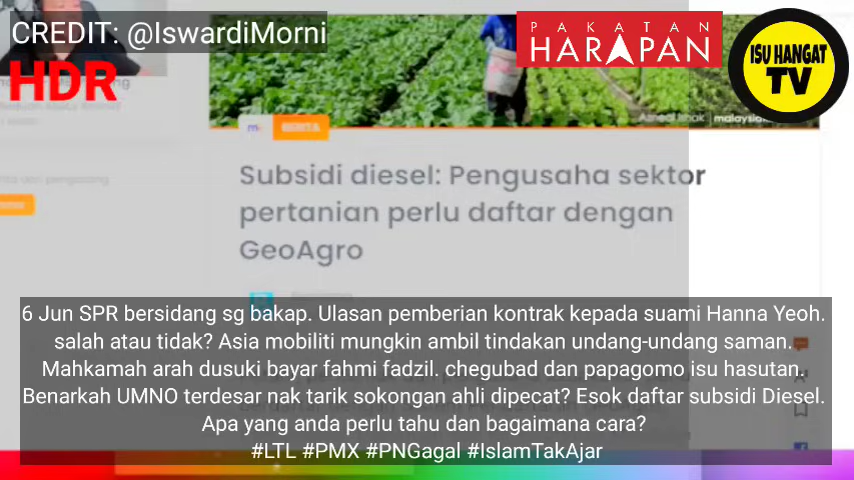 CREDIT: @IswardiMorni
HDR
PAKATAN
HARAPAN
ISU HANGAT
TV
Azneal Ishak | malaysia
BERITA
Subsidi diesel: Pengusaha sektor
pertanian perlu daftar dengan
GeoAgro
6 Jun SPR bersidang sg bakap. Ulasan pemberian kontrak kepada suami Hanna Yeoh.
salah atau tidak? Asia mobiliti mungkin ambil tindakan undang-undang saman.
Mahkamah arah dusuki bayar fahmi fadzil. chegubad dan papagomo isu hasutan.
Benarkah UMNO terdesar nak tarik sokongan ahli dipecat? Esok daftar subsidi Diesel.
Apa yang anda perlu tahu dan bagaimana cara?
#LTL #PMX #PNGagal #IslamTakAjar